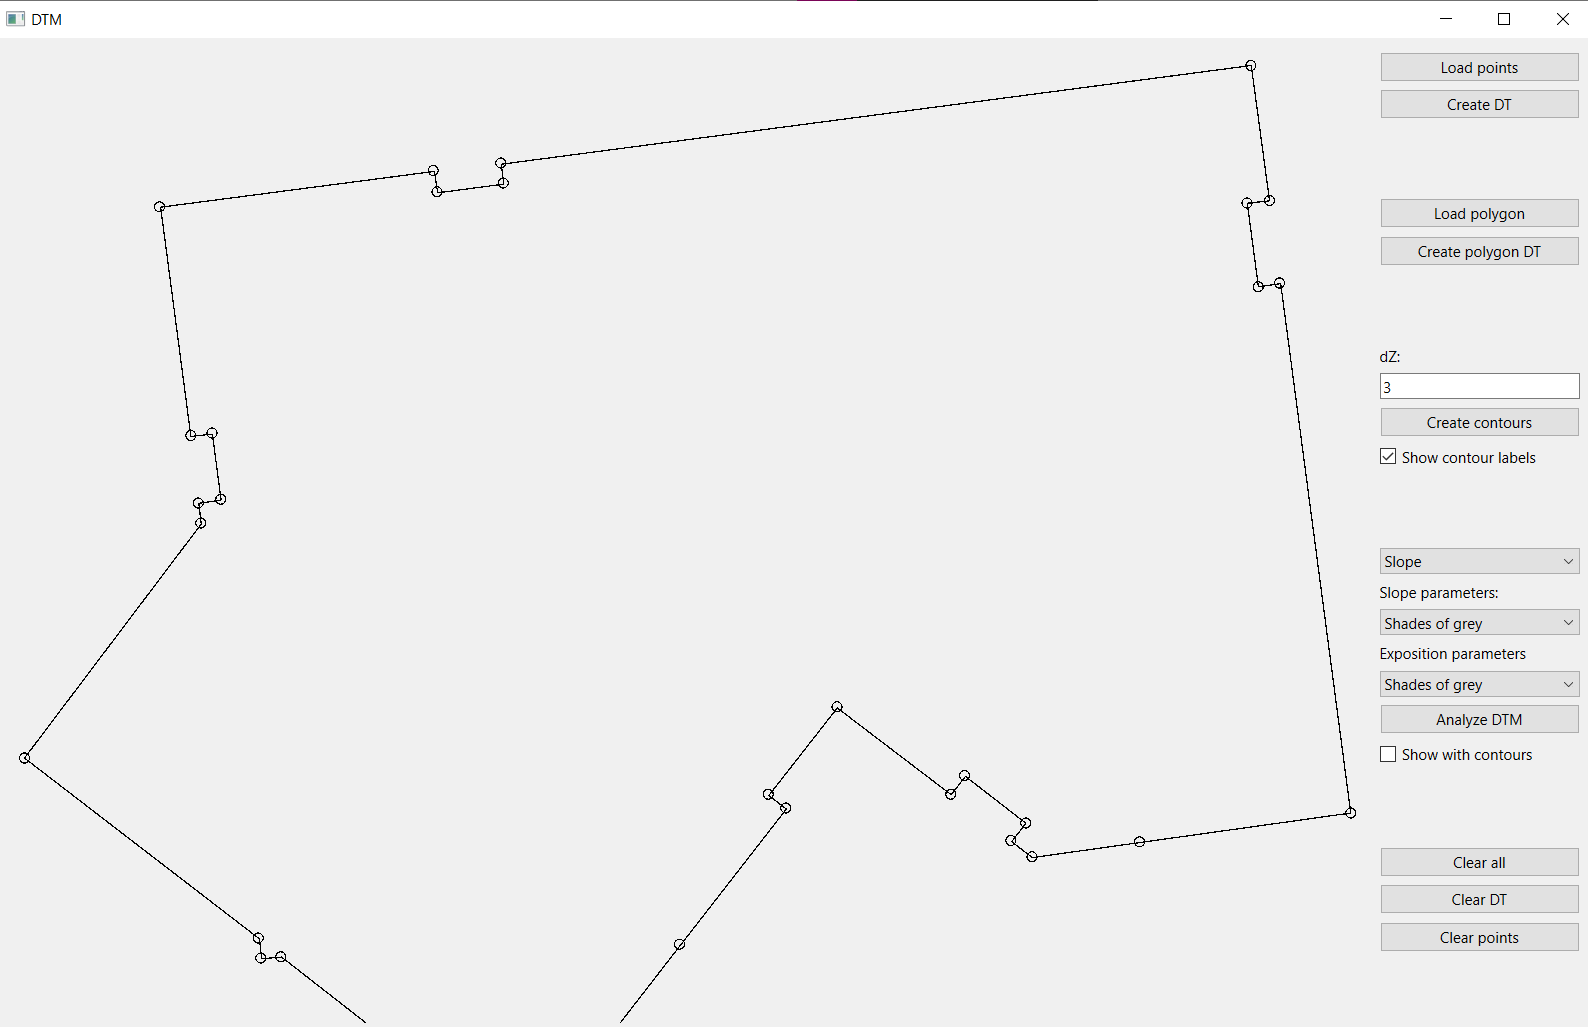 DTM
Load points
Create DT
Load polygon
Create polygon DT
dZ:
3
Create contours
Show contour labels
Slope
Slope parameters:
Shades of grey
Exposition parameters
Shades of grey
Analyze DTM
Show with contours
Clear all
Clear DT
Clear points